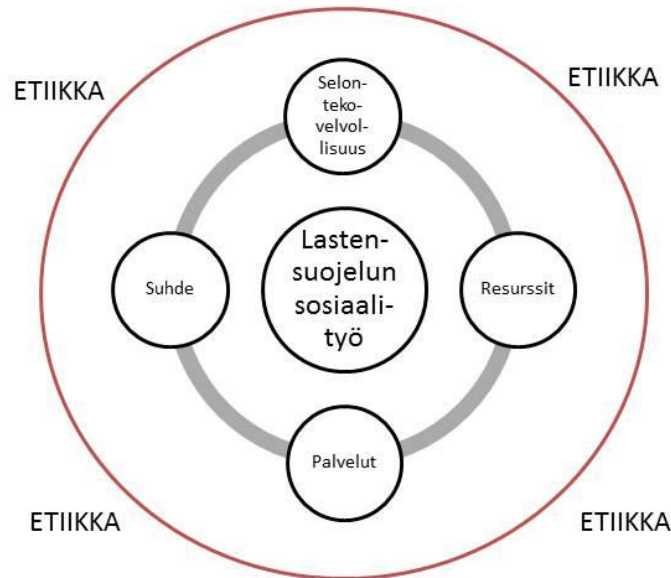 ETIIKKA
ETIIKKA
Selon-
teko-
velvol-
lisuus
Lasten-
suojelun
sosiaali-
työ
Suhde
Resurssit
Palvelut
ETIIKKA
ETIIKKA